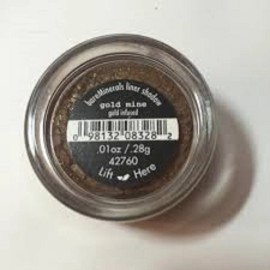 bareMinerals liner shadow
gold mine
gold infused
0 98132 08328 2
.01oz /.28g
42760
Lift Here